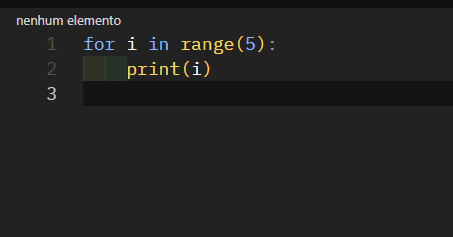 nenhum elemento
1 for i in range(5):
2     print(i)
3